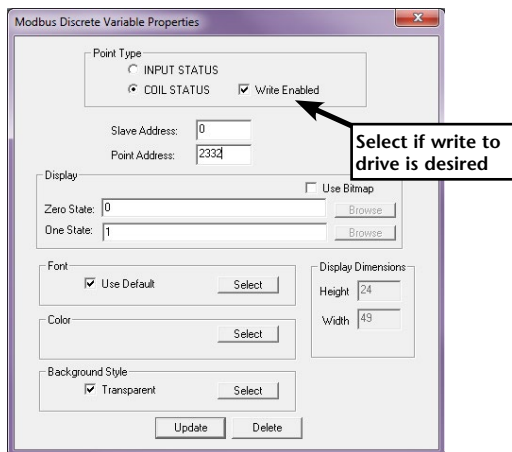 Modbus Discrete Variable Properties
Point Type
INPUT STATUS
COIL STATUS Write Enabled
Select if write to
drive is desired
Slave Address: 0
Point Address: 2332
Display
Use Bitmap
Zero State: 0 Browse
One State: 1 Browse
Font
Use Default Select
Display Dimensions
Height 24
Width 49
Color
Select
Background Style
Transparent Select
Update Delete